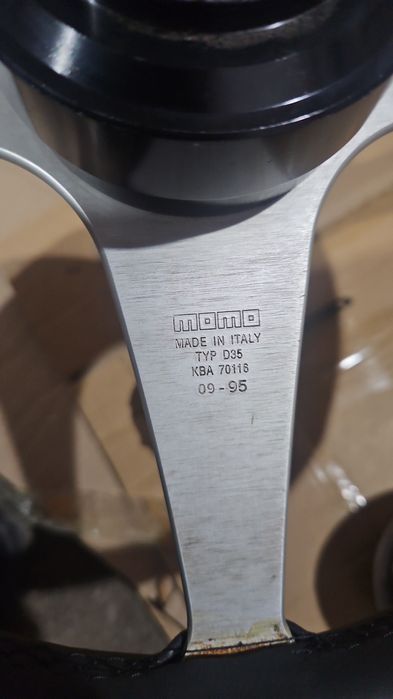 momo
MADE IN ITALY
TYP D35
KBA 70116
09-95